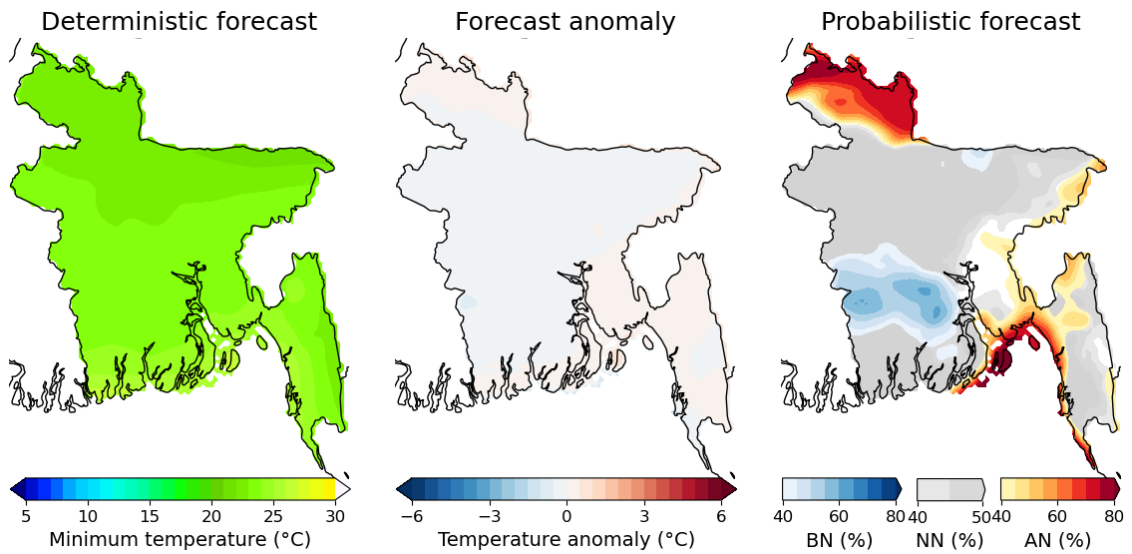 Deterministic forecast
Forecast anomaly
Probabilistic forecast
5 10 15 20 25 30
Minimum temperature (°C)
−6 −3 0 3 6
Temperature anomaly (°C)
40 60 80
BN (%)
40 50
NN (%)
40 60 80
AN (%)